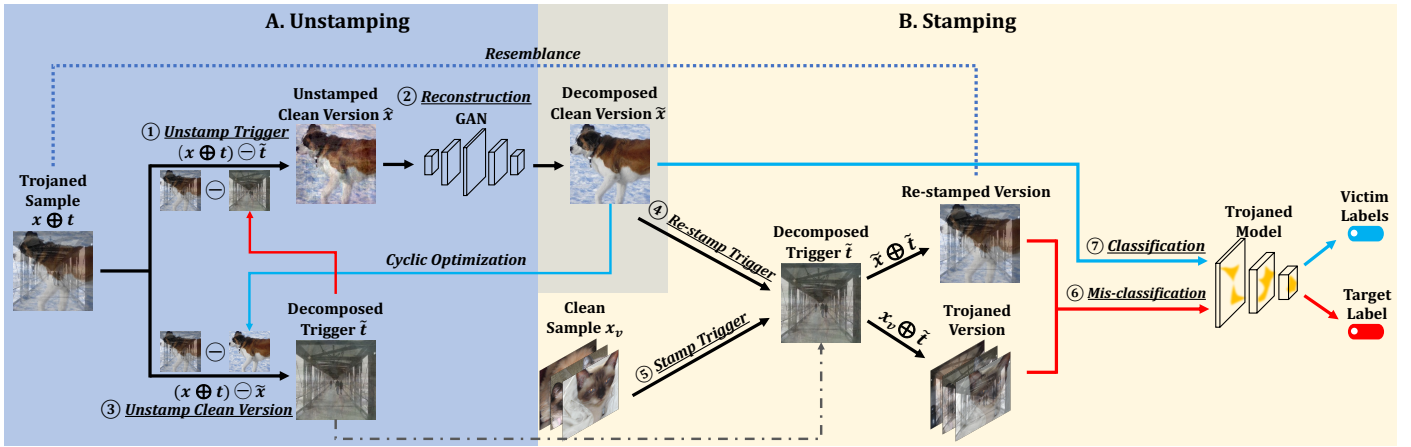 A. Unstamping
B. Stamping
Resemblance
Trojaned
Sample
x ⊕ t
① Unstamp Trigger
(x ⊕ t) ⊖ t̃
−
Unstamped
Clean Version x̂
② Reconstruction
GAN
Decomposed
Clean Version x̃
Cyclic Optimization
Decomposed
Trigger t̃
−
(x ⊕ t) ⊖ x̃
③ Unstamp Clean Version
④ Re-stamp Trigger
Clean
Sample xᵥ
⑤ Stamp Trigger
Decomposed
Trigger t̃
x̃ ⊕ t̃
xᵥ ⊕ t̃
Re-stamped Version
Trojaned
Version
⑦ Classification
⑥ Mis-classification
Trojaned
Model
Victim
Labels
Target
Label